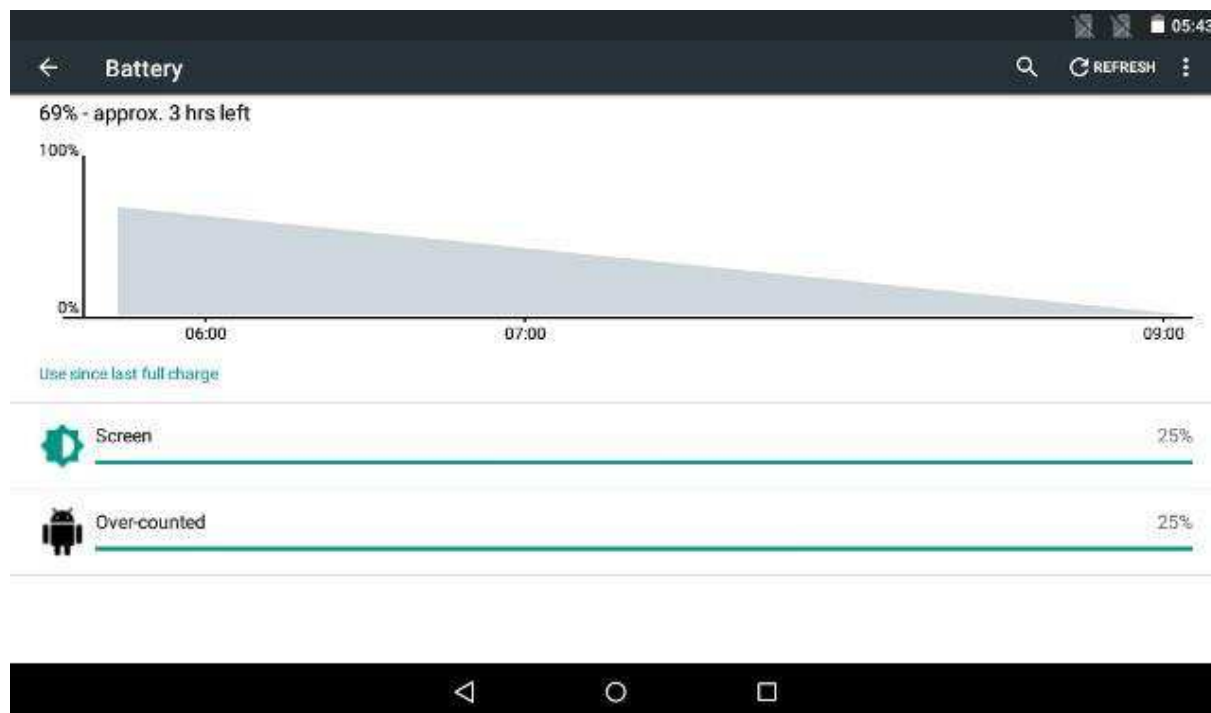 05:43
Battery
REFRESH
69% - approx. 3 hrs left
100%
0%
06:00 07:00 09:00
Use since last full charge
Screen 25%
Over-counted 25%